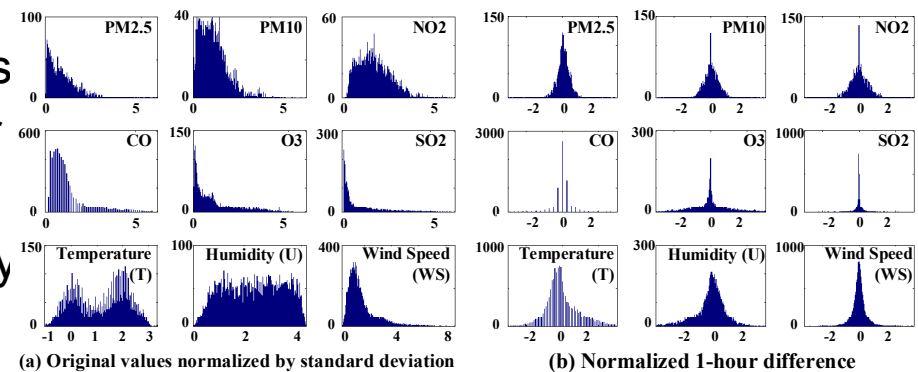 100 PM2.5 40 PM10 60 NO2 150 PM2.5 150 PM10 150 NO2
s
0 0 0 0 0 0
0 5 0 5 0 5 -2 0 2 -2 0 2 -2 0 2
600 CO 150 O3 300 SO2 3000 CO 300 O3 1000 SO2
0 0 0 0 0 0
0 5 0 5 0 5 -2 0 2 -2 0 2 -2 0 2
150 Temperature (T) 100 Humidity (U) 400 Wind Speed (WS) 1000 Temperature (T) 300 Humidity (U) 1000 Wind Speed (WS)
y
0 0 0 0 0 0
-1 0 1 2 3 0 2 4 0 4 8 -2 0 2 -2 0 2 -2 0 2
(a) Original values normalized by standard deviation (b) Normalized 1-hour difference